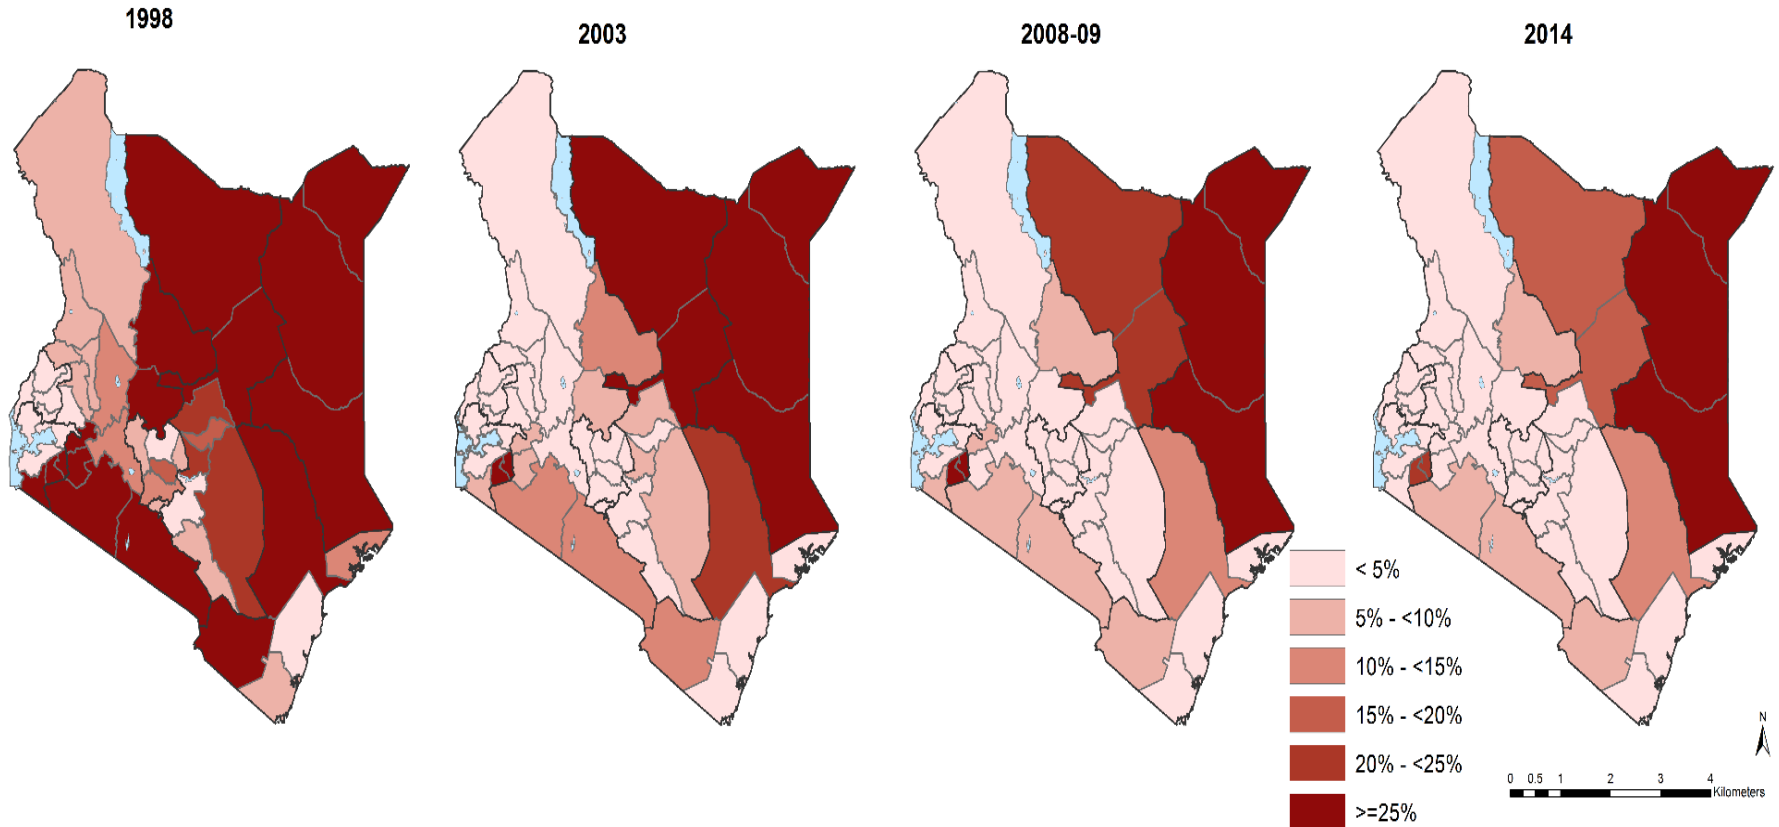 1998
2003
2008-09
2014
< 5%
5% - <10%
10% - <15%
15% - <20%
20% - <25%
>=25%
N
0 0.5 1 2 3 4
Kilometers